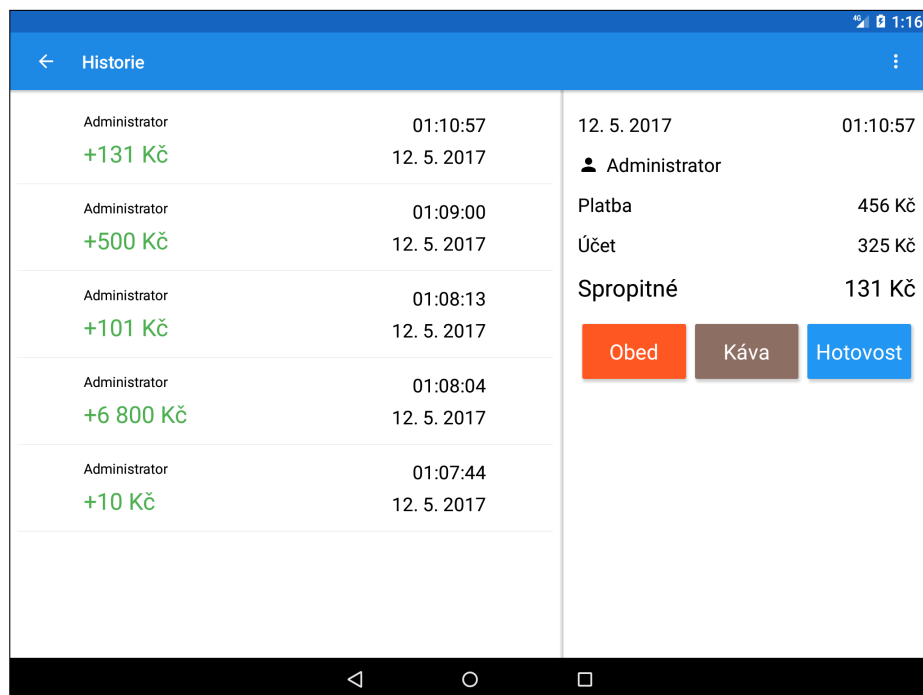 4G 1:16
Historie
Administrator 01:10:57
+131 Kč 12. 5. 2017
Administrator 01:09:00
+500 Kč 12. 5. 2017
Administrator 01:08:13
+101 Kč 12. 5. 2017
Administrator 01:08:04
+6 800 Kč 12. 5. 2017
Administrator 01:07:44
+10 Kč 12. 5. 2017
12. 5. 2017 01:10:57
Administrator
Platba 456 Kč
Účet 325 Kč
Spropitné 131 Kč
Obed Káva Hotovost